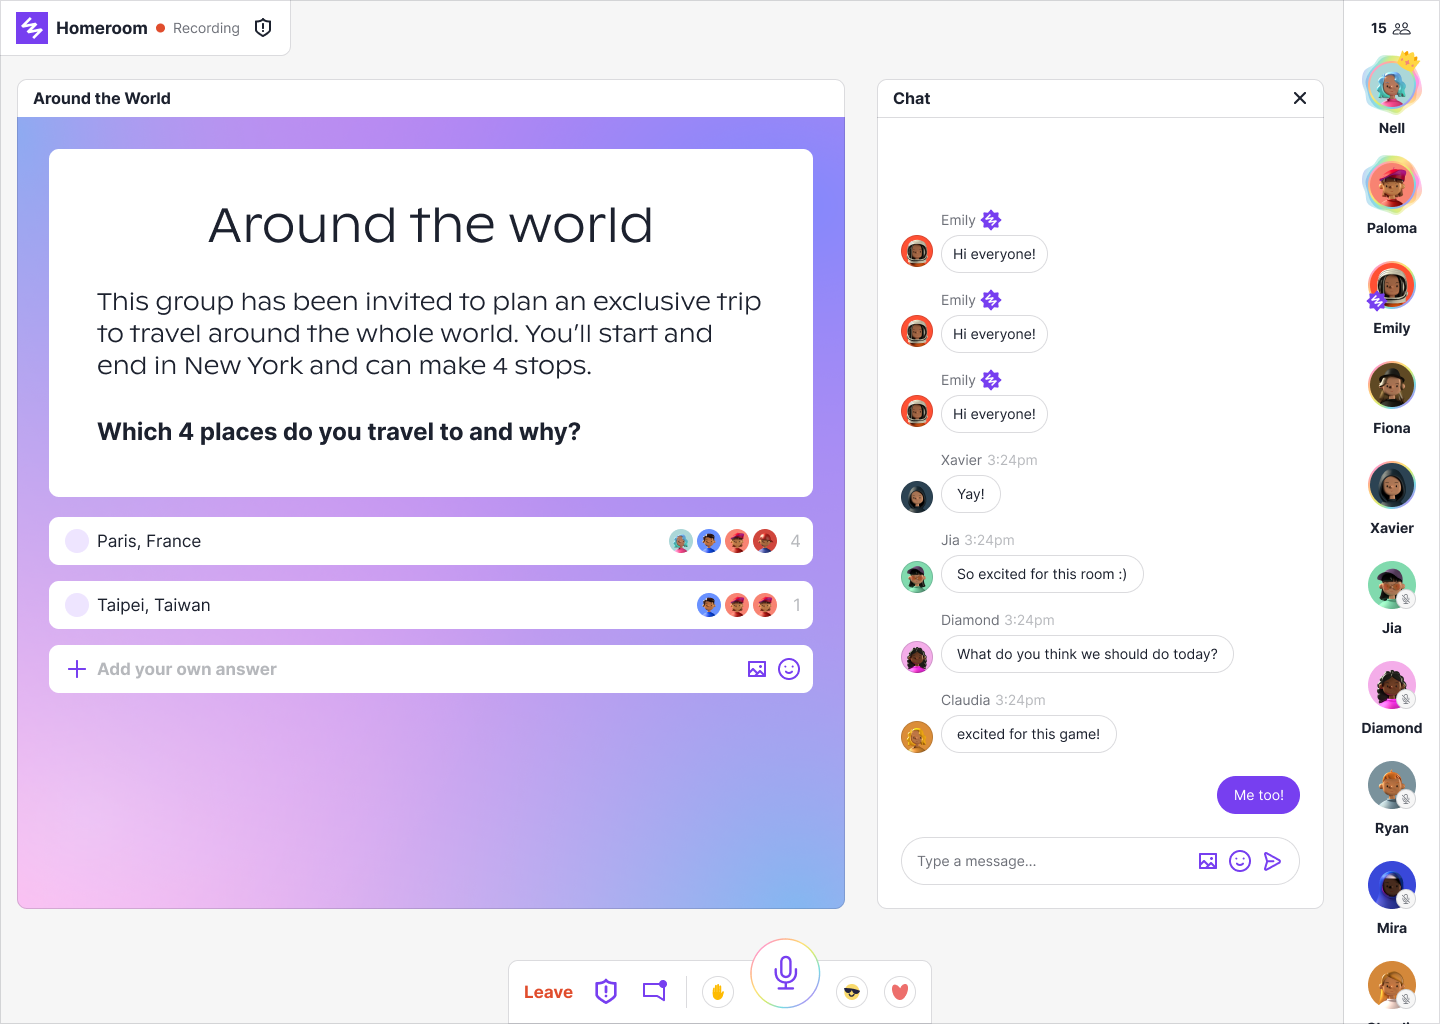 Homeroom
Recording
15
Around the World
Around the world
This group has been invited to plan an exclusive trip
to travel around the whole world. You'll start and
end in New York and can make 4 stops.
Which 4 places do you travel to and why?
Paris, France
4
Taipei, Taiwan
1
Add your own answer
Chat
Emily
Hi everyone!
Emily
Hi everyone!
Emily
Hi everyone!
Xavier 3:24pm
Yay!
Jia 3:24pm
So excited for this room :)
Diamond 3:24pm
What do you think we should do today?
Claudia 3:24pm
excited for this game!
Me too!
Type a message...
Nell
Paloma
Emily
Fiona
Xavier
Jia
Diamond
Ryan
Mira
Leave